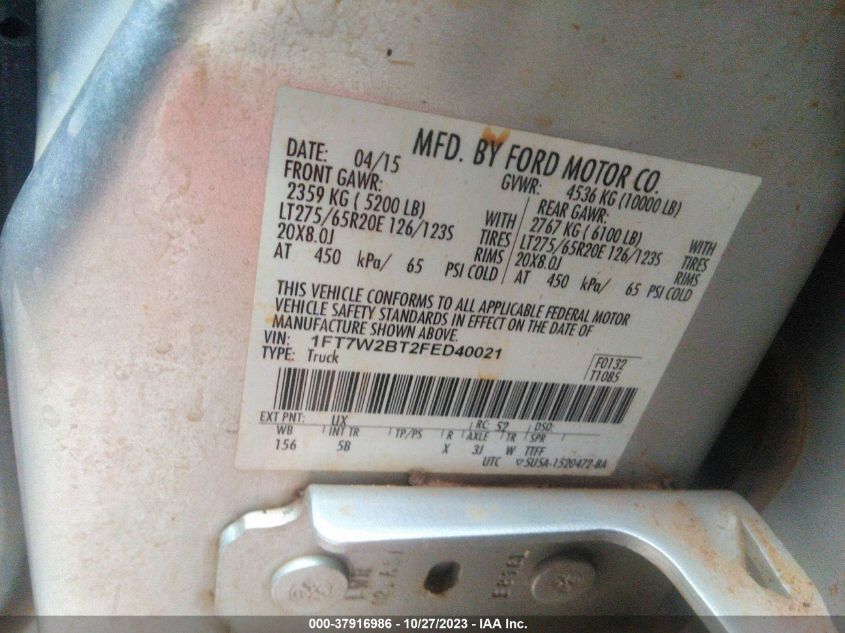 MFD. BY FORD MOTOR CO.
DATE: 04/15 GVWR: 4536 KG (10000 LB)
FRONT GAWR: REAR GAWR:
2359 KG ( 5200 LB) WITH 2767 KG ( 6100 LB) WITH
LT275/65R20E 126/123S TIRES LT275/65R20E 126/123S TIRES
20X8.0J RIMS 20X8.0J RIMS
AT 450 kPa/ 65 PSI COLD AT 450 kPa/ 65 PSI COLD
THIS VEHICLE CONFORMS TO ALL APPLICABLE FEDERAL MOTOR
VEHICLE SAFETY STANDARDS IN EFFECT ON THE DATE OF
MANUFACTURE SHOWN ABOVE.
VIN: 1FT7W2BT2FED40021
TYPE: Truck
F0132
T1085
EXT PNT: UX RC: 52 DSO:
WB INT TR TP/PS R AXLE TR SPR
156 5B X 3J W TTFF
UTC SUSA-1520472-BA
000-37916986 - 10/27/2023 - IAA Inc.